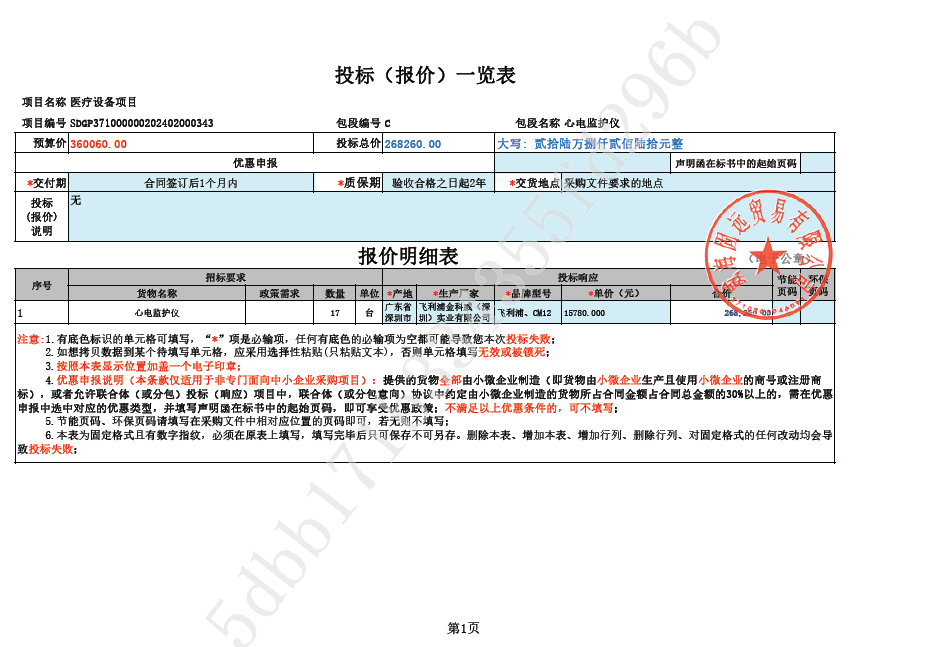 投标（报价）一览表
项目名称 医疗设备项目
项目编号 SDGP371000000202402000343 包段编号 C 包段名称 心电监护仪
预算价 360060.00 投标总价 268260.00 大写: 贰拾陆万捌仟贰佰陆拾元整
优惠申报 声明函在标书中的起始页码
*交付期 合同签订后1个月内 *质保期 验收合格之日起2年 *交货地点 采购文件要求的地点
投标（报价）说明 无
报价明细表
序号 招标要求 投标响应 节能页码 环保页码
货物名称 政策需求 数量 单位 *产地 *生产厂家 *品牌型号 *单价（元） 合价
1 心电监护仪 17 台 广东省深圳市 飞利浦金科威（深圳）实业有限公司 飞利浦、CM12 15780.000
注意:1.有底色标识的单元格可填写，“*”项是必输项，任何有底色的必输项为空都可能导致您本次投标失败;
2.如想拷贝数据到某个待填写单元格，应采用选择性粘贴(只粘贴文本)，否则单元格填写无效或被锁死;
3.按照本表显示位置加盖一个电子印章;
4.优惠申报说明（本条款仅适用于非专门面向中小企业采购项目）: 提供的货物全部由小微企业制造（即货物由小微企业生产且使用小微企业的商号或注册商
标），或者允许联合体（或分包）投标（响应）项目中，联合体（或分包意向）协议中约定由小微企业制造的货物所占合同金额占合同总金额的30%以上的，需在优惠
申报中选中对应的优惠类型，并填写声明函在标书中的起始页码，即可享受优惠政策; 不满足以上优惠条件的，可不填写;
5.节能页码、环保页码请填写在采购文件中相对应位置的页码即可，若无则不填写;
6.本表为固定格式且有数字指纹，必须在原表上填写，填写完毕后只可保存不可另存。删除本表、增加本表、增加行列、删除行列、对固定格式的任何改动均会导
致投标失败;
第1页